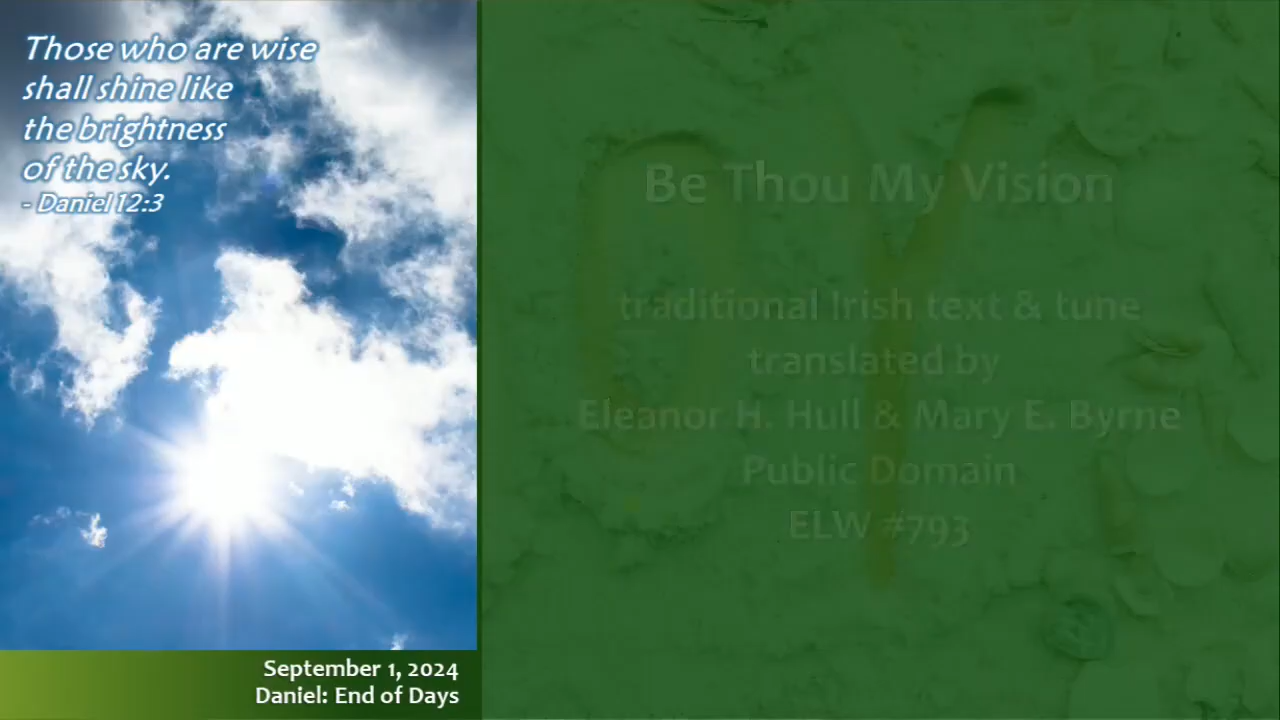 Those who are wise
shall shine like
the brightness
of the sky.
- Daniel 12:3
September 1, 2024
Daniel: End of Days
Be Thou My Vision
traditional Irish text & tune
translated by
Eleanor H. Hull & Mary E. Byrne
Public Domain
ELW #793